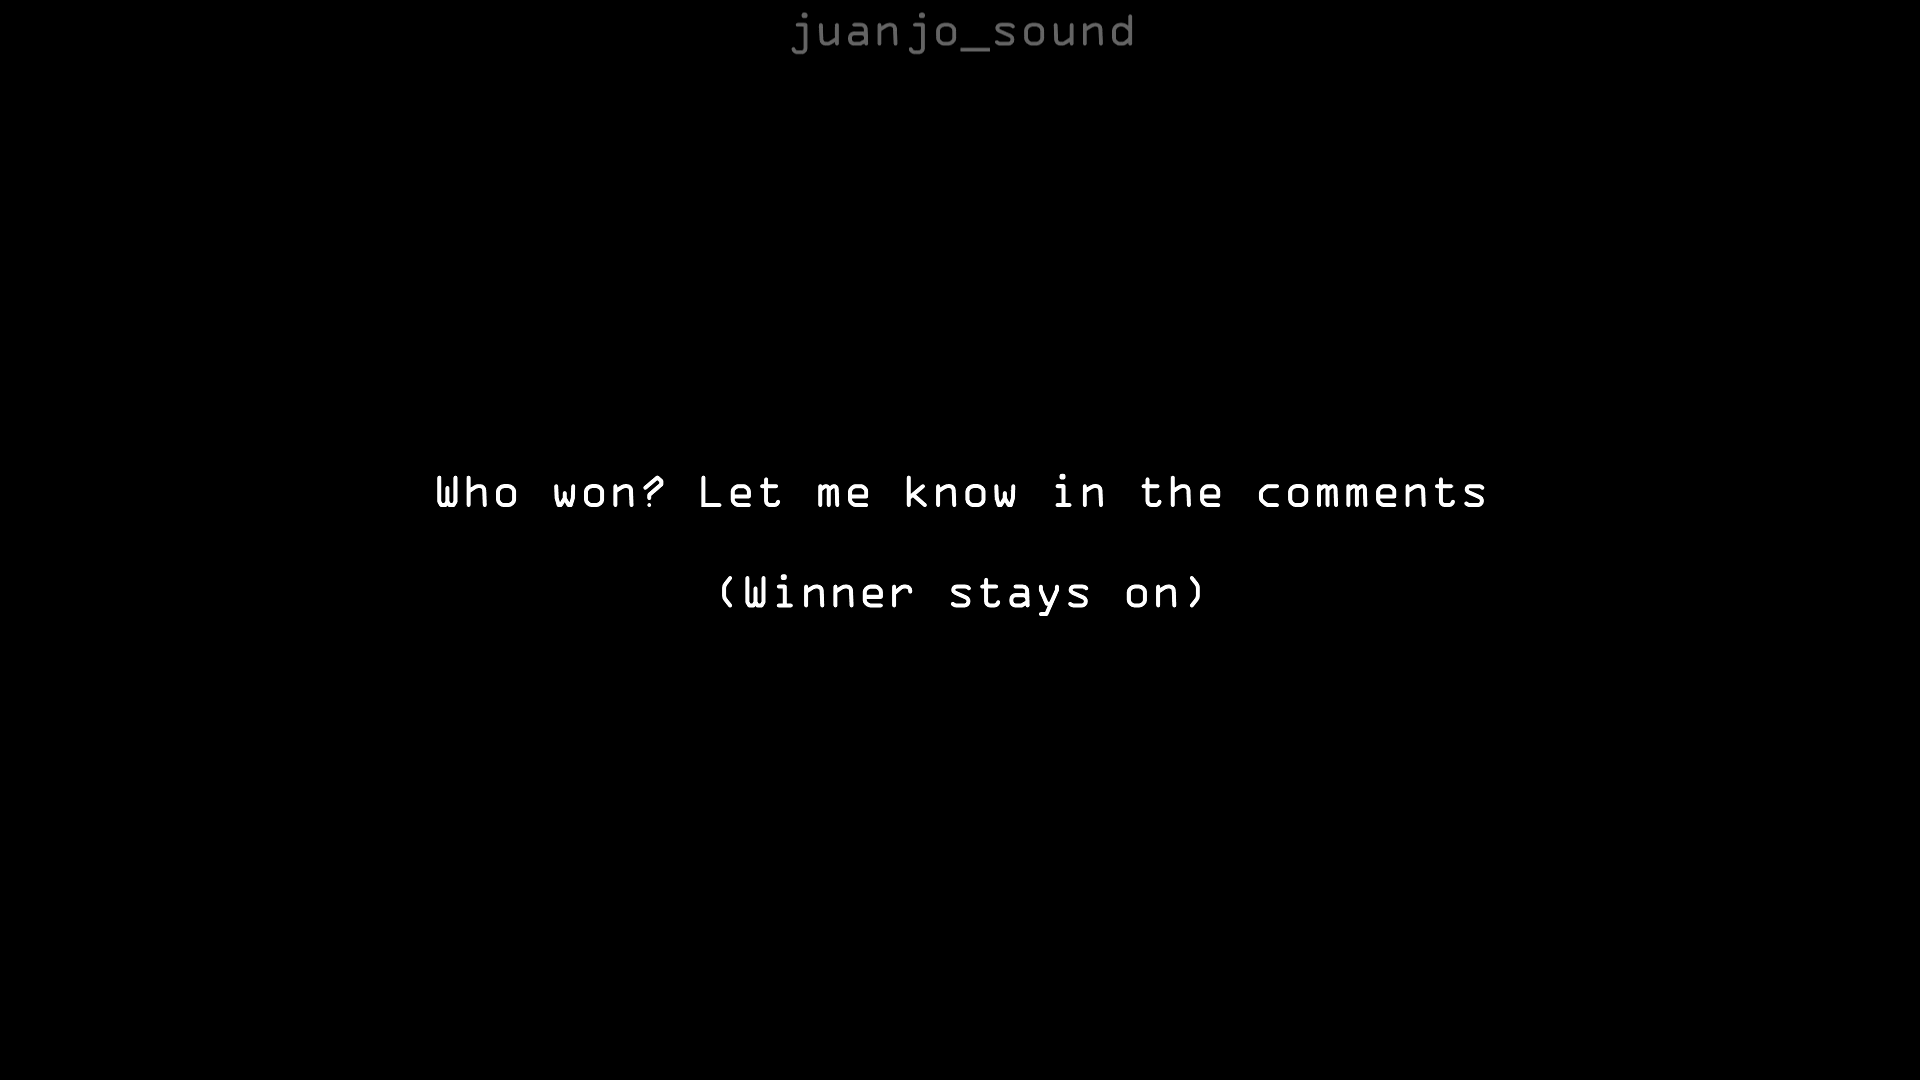 juanjo_sound
Who won? Let me know in the comments
(Winner stays on)